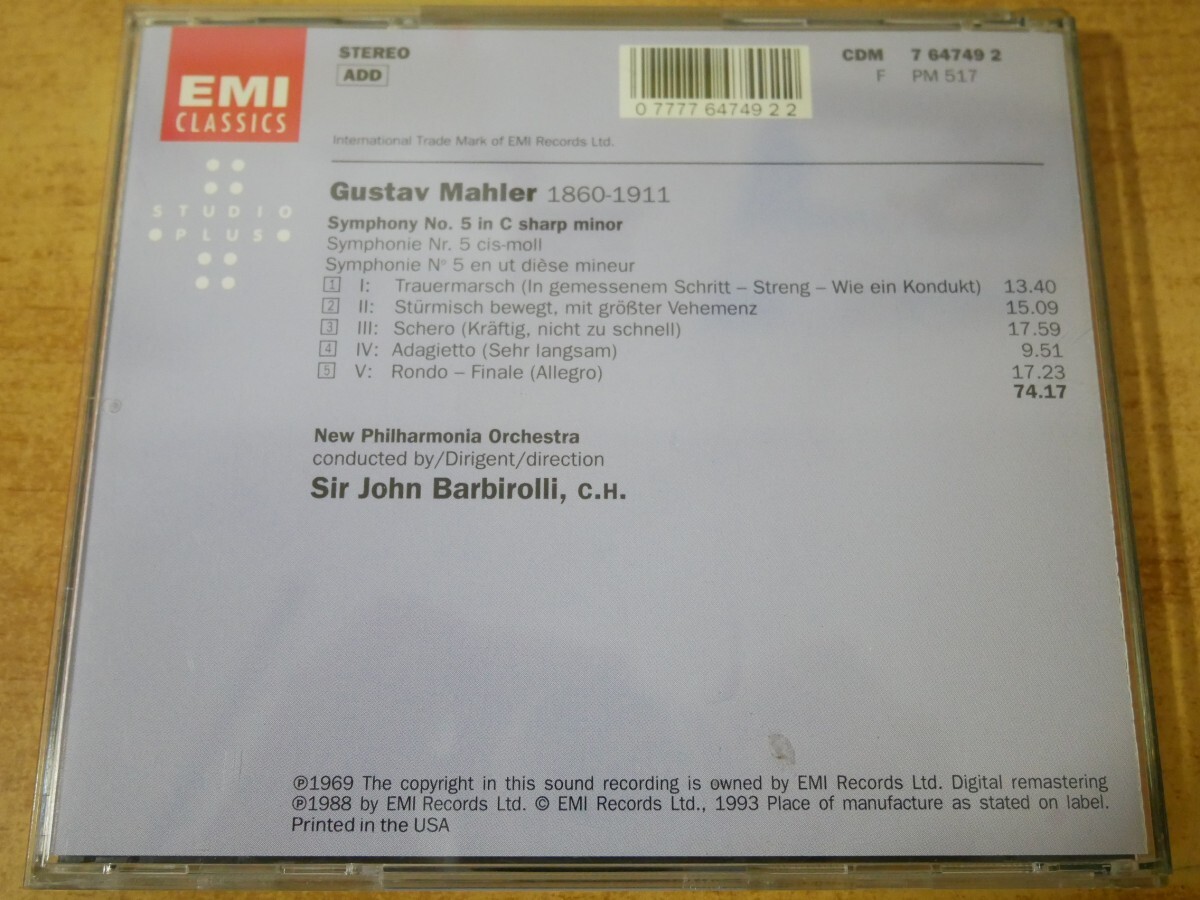 EMI
CLASSICS
STUDIO
PLUS
STEREO
ADD
0 7777 64749 2 2
CDM 7 64749 2
F PM 517
International Trade Mark of EMI Records Ltd.
Gustav Mahler 1860-1911
Symphony No. 5 in C sharp minor
Symphonie Nr. 5 cis-moll
Symphonie N° 5 en ut dièse mineur
1 I: Trauermarsch (In gemessenem Schritt – Streng – Wie ein Kondukt) 13.40
2 II: Stürmisch bewegt, mit größter Vehemenz 15.09
3 III: Schero (Kräftig, nicht zu schnell) 17.59
4 IV: Adagietto (Sehr langsam) 9.51
5 V: Rondo – Finale (Allegro) 17.23
74.17
New Philharmonia Orchestra
conducted by/Dirigent/direction
Sir John Barbirolli, C.H.
℗1969 The copyright in this sound recording is owned by EMI Records Ltd. Digital remastering
℗1988 by EMI Records Ltd. © EMI Records Ltd., 1993 Place of manufacture as stated on label.
Printed in the USA